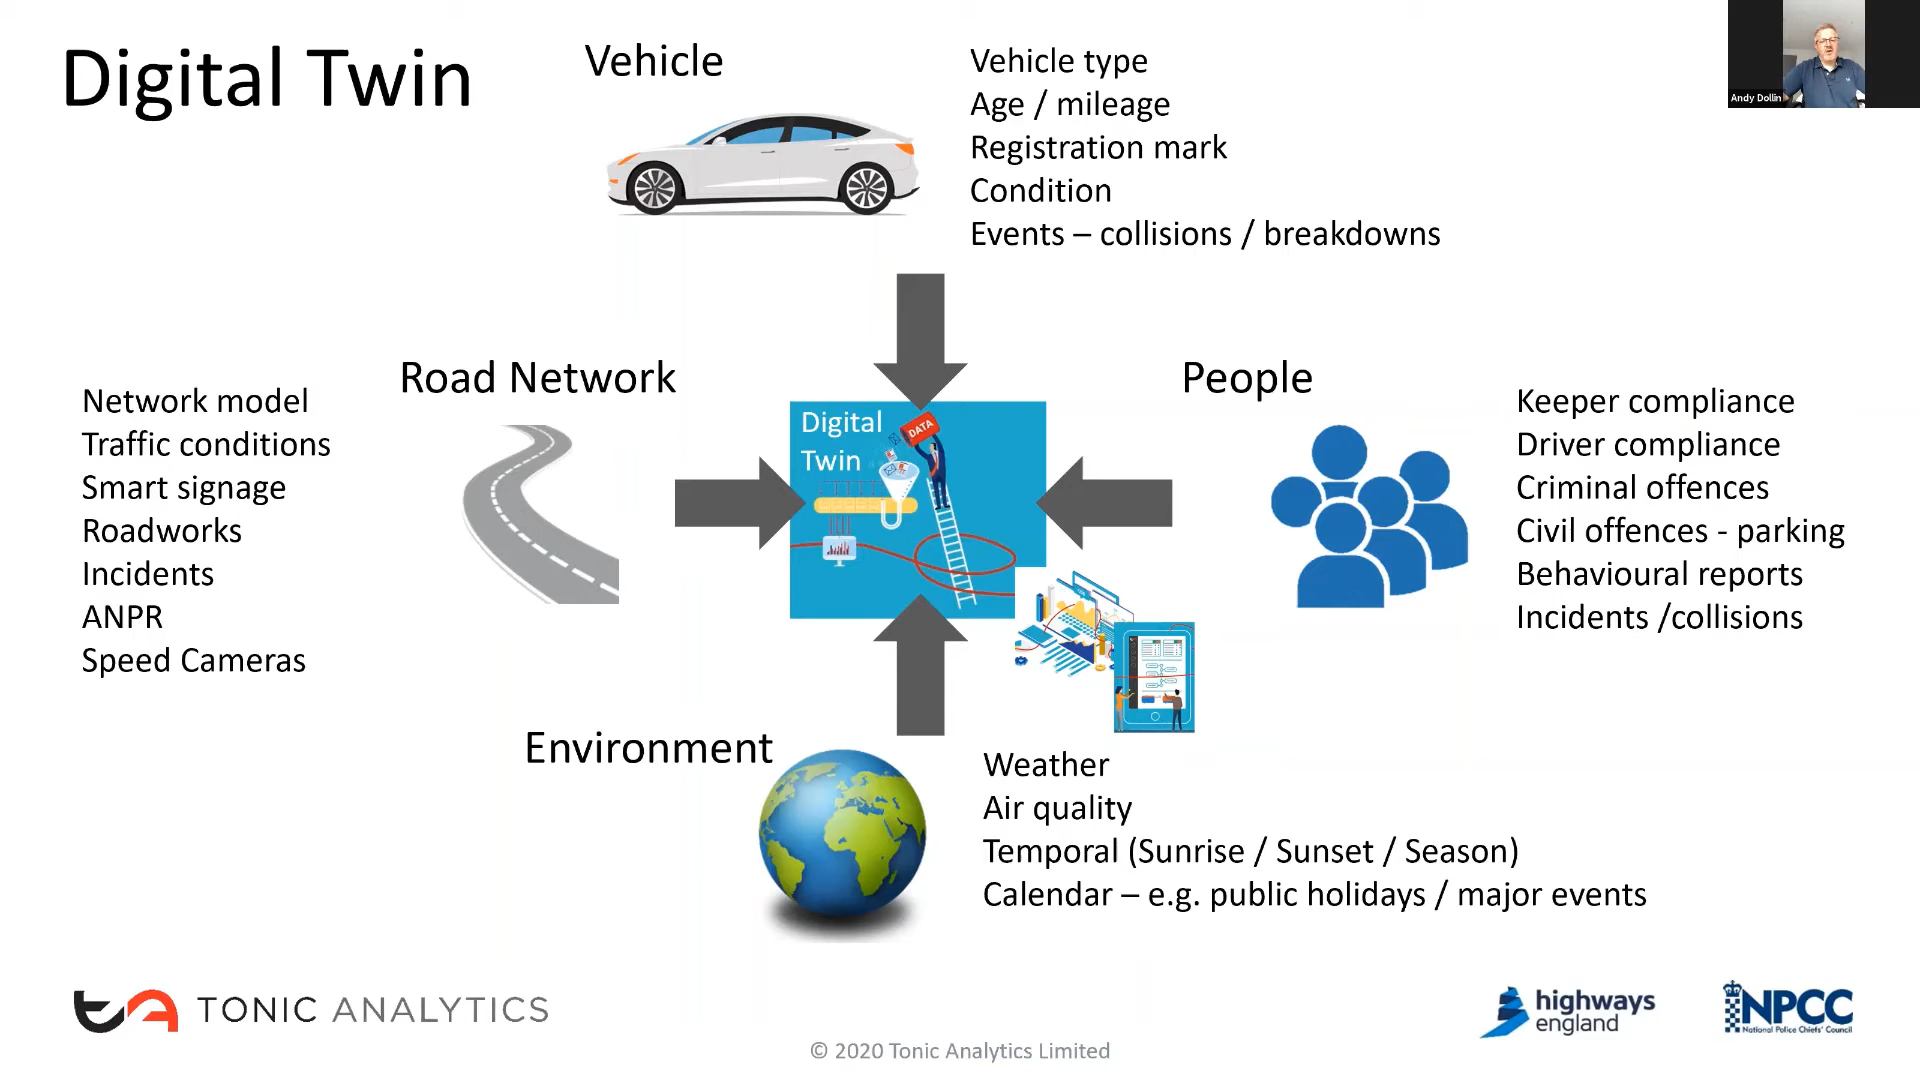 Digital Twin
Vehicle
Vehicle type
Age / mileage
Registration mark
Condition
Events – collisions / breakdowns
Andy Dollin
Road Network
Network model
Traffic conditions
Smart signage
Roadworks
Incidents
ANPR
Speed Cameras
Digital
Twin
DATA
People
Keeper compliance
Driver compliance
Criminal offences
Civil offences - parking
Behavioural reports
Incidents /collisions
Environment
Weather
Air quality
Temporal (Sunrise / Sunset / Season)
Calendar – e.g. public holidays / major events
TONIC ANALYTICS
highways
england
NPCC
National Police Chiefs' Council
© 2020 Tonic Analytics Limited